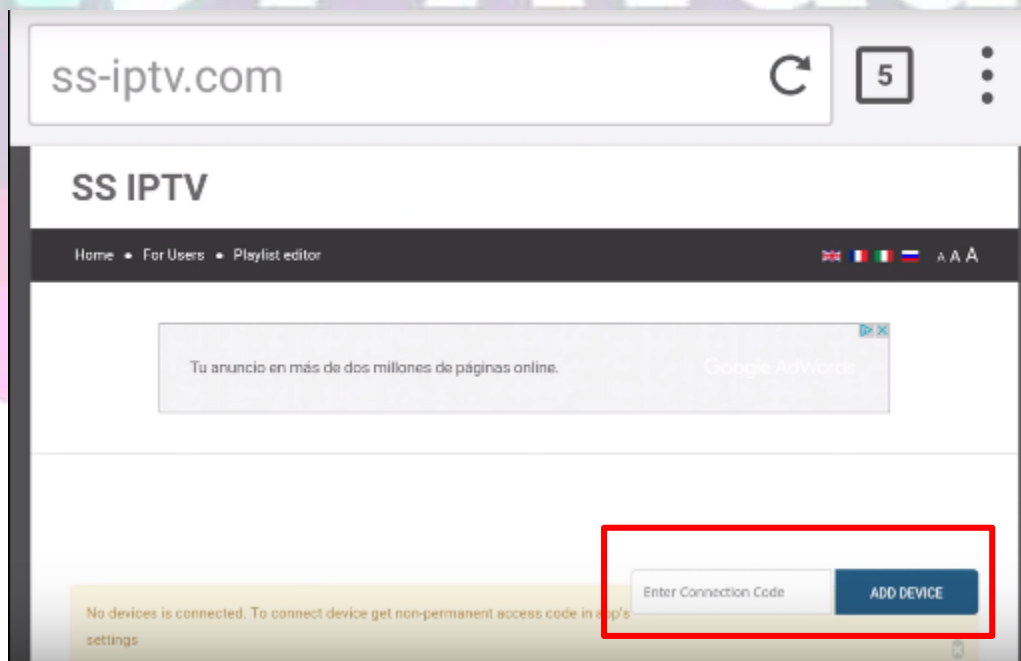 ss-iptv.com
5
SS IPTV
Home • For Users • Playlist editor
A A A
Tu anuncio en más de dos millones de páginas online.
Google AdWords
Enter Connection Code
ADD DEVICE
No devices is connected. To connect device get non-permanent access code in app's
settings